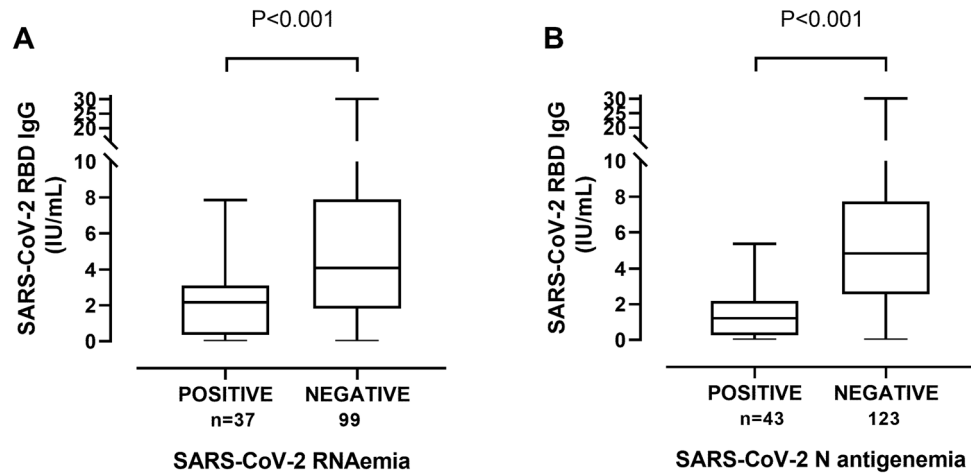 A
P<0.001
SARS-CoV-2 RBD IgG
(IU/mL)
30
25
20
10
8
6
4
2
0
POSITIVE NEGATIVE
n=37 99
SARS-CoV-2 RNAemia
B
P<0.001
SARS-CoV-2 RBD IgG
(IU/mL)
30
25
20
10
8
6
4
2
0
POSITIVE NEGATIVE
n=43 123
SARS-CoV-2 N antigenemia